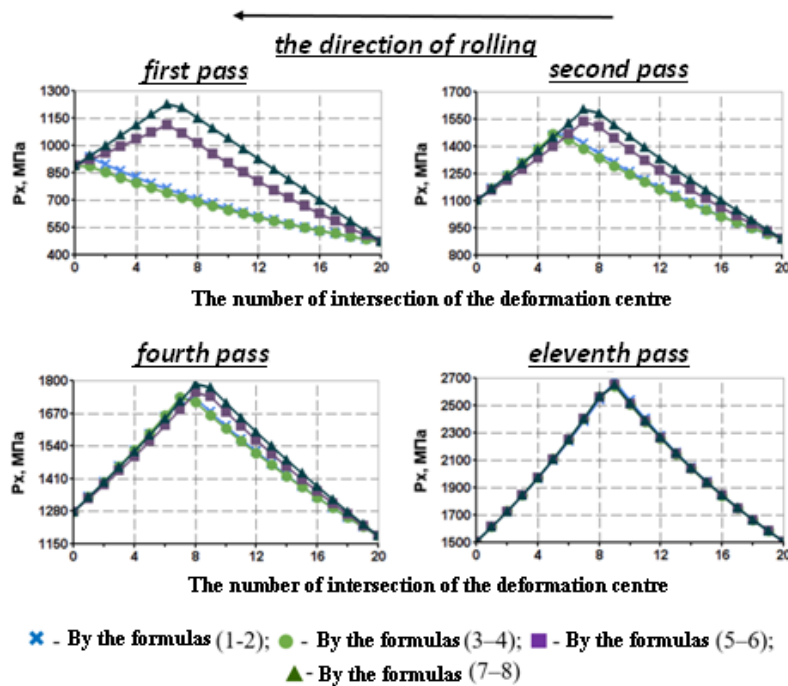 the direction of rolling
first pass
second pass
Px, МПа
1300
1150
1000
850
700
550
400
0 4 8 12 16 20
Px, МПа
1700
1550
1400
1250
1100
950
800
0 4 8 12 16 20
The number of intersection of the deformation centre
fourth pass
eleventh pass
Px, МПа
1800
1670
1540
1410
1280
1150
0 4 8 12 16 20
Px, МПа
2700
2500
2300
2100
1900
1700
1500
0 4 8 12 16 20
The number of intersection of the deformation centre
- By the formulas (1-2); - By the formulas (3–4); - By the formulas (5–6);
- By the formulas (7–8)